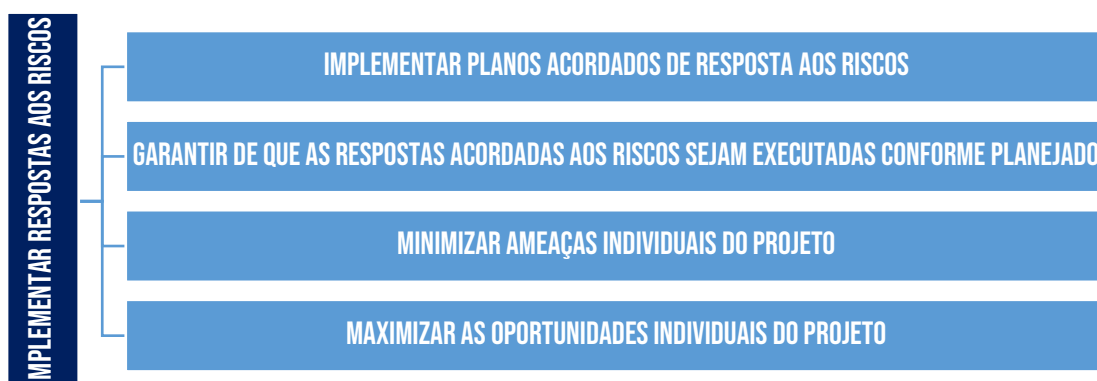 MPLEMENTAR RESPOSTAS AOS RISCOS
IMPLEMENTAR PLANOS ACORDADOS DE RESPOSTA AOS RISCOS
GARANTIR DE QUE AS RESPOSTAS ACORDADAS AOS RISCOS SEJAM EXECUTADAS CONFORME PLANEJADO
MINIMIZAR AMEAÇAS INDIVIDUAIS DO PROJETO
MAXIMIZAR AS OPORTUNIDADES INDIVIDUAIS DO PROJETO